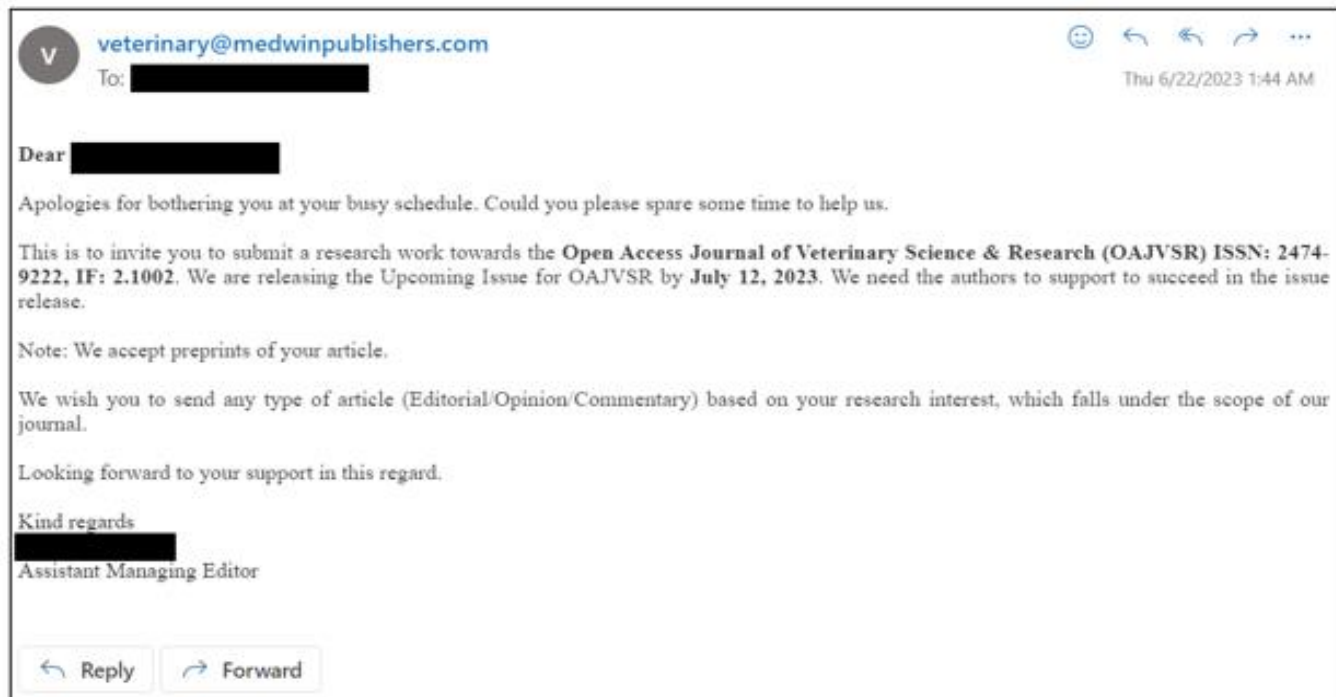 V
veterinary@medwinpublishers.com
To:
Thu 6/22/2023 1:44 AM
Dear
Apologies for bothering you at your busy schedule. Could you please spare some time to help us.
This is to invite you to submit a research work towards the Open Access Journal of Veterinary Science & Research (OAJVSR) ISSN: 2474-
9222, IF: 2.1002. We are releasing the Upcoming Issue for OAJVSR by July 12, 2023. We need the authors to support to succeed in the issue
release.
Note: We accept preprints of your article.
We wish you to send any type of article (Editorial/Opinion/Commentary) based on your research interest, which falls under the scope of our
journal.
Looking forward to your support in this regard.
Kind regards
Assistant Managing Editor
Reply Forward